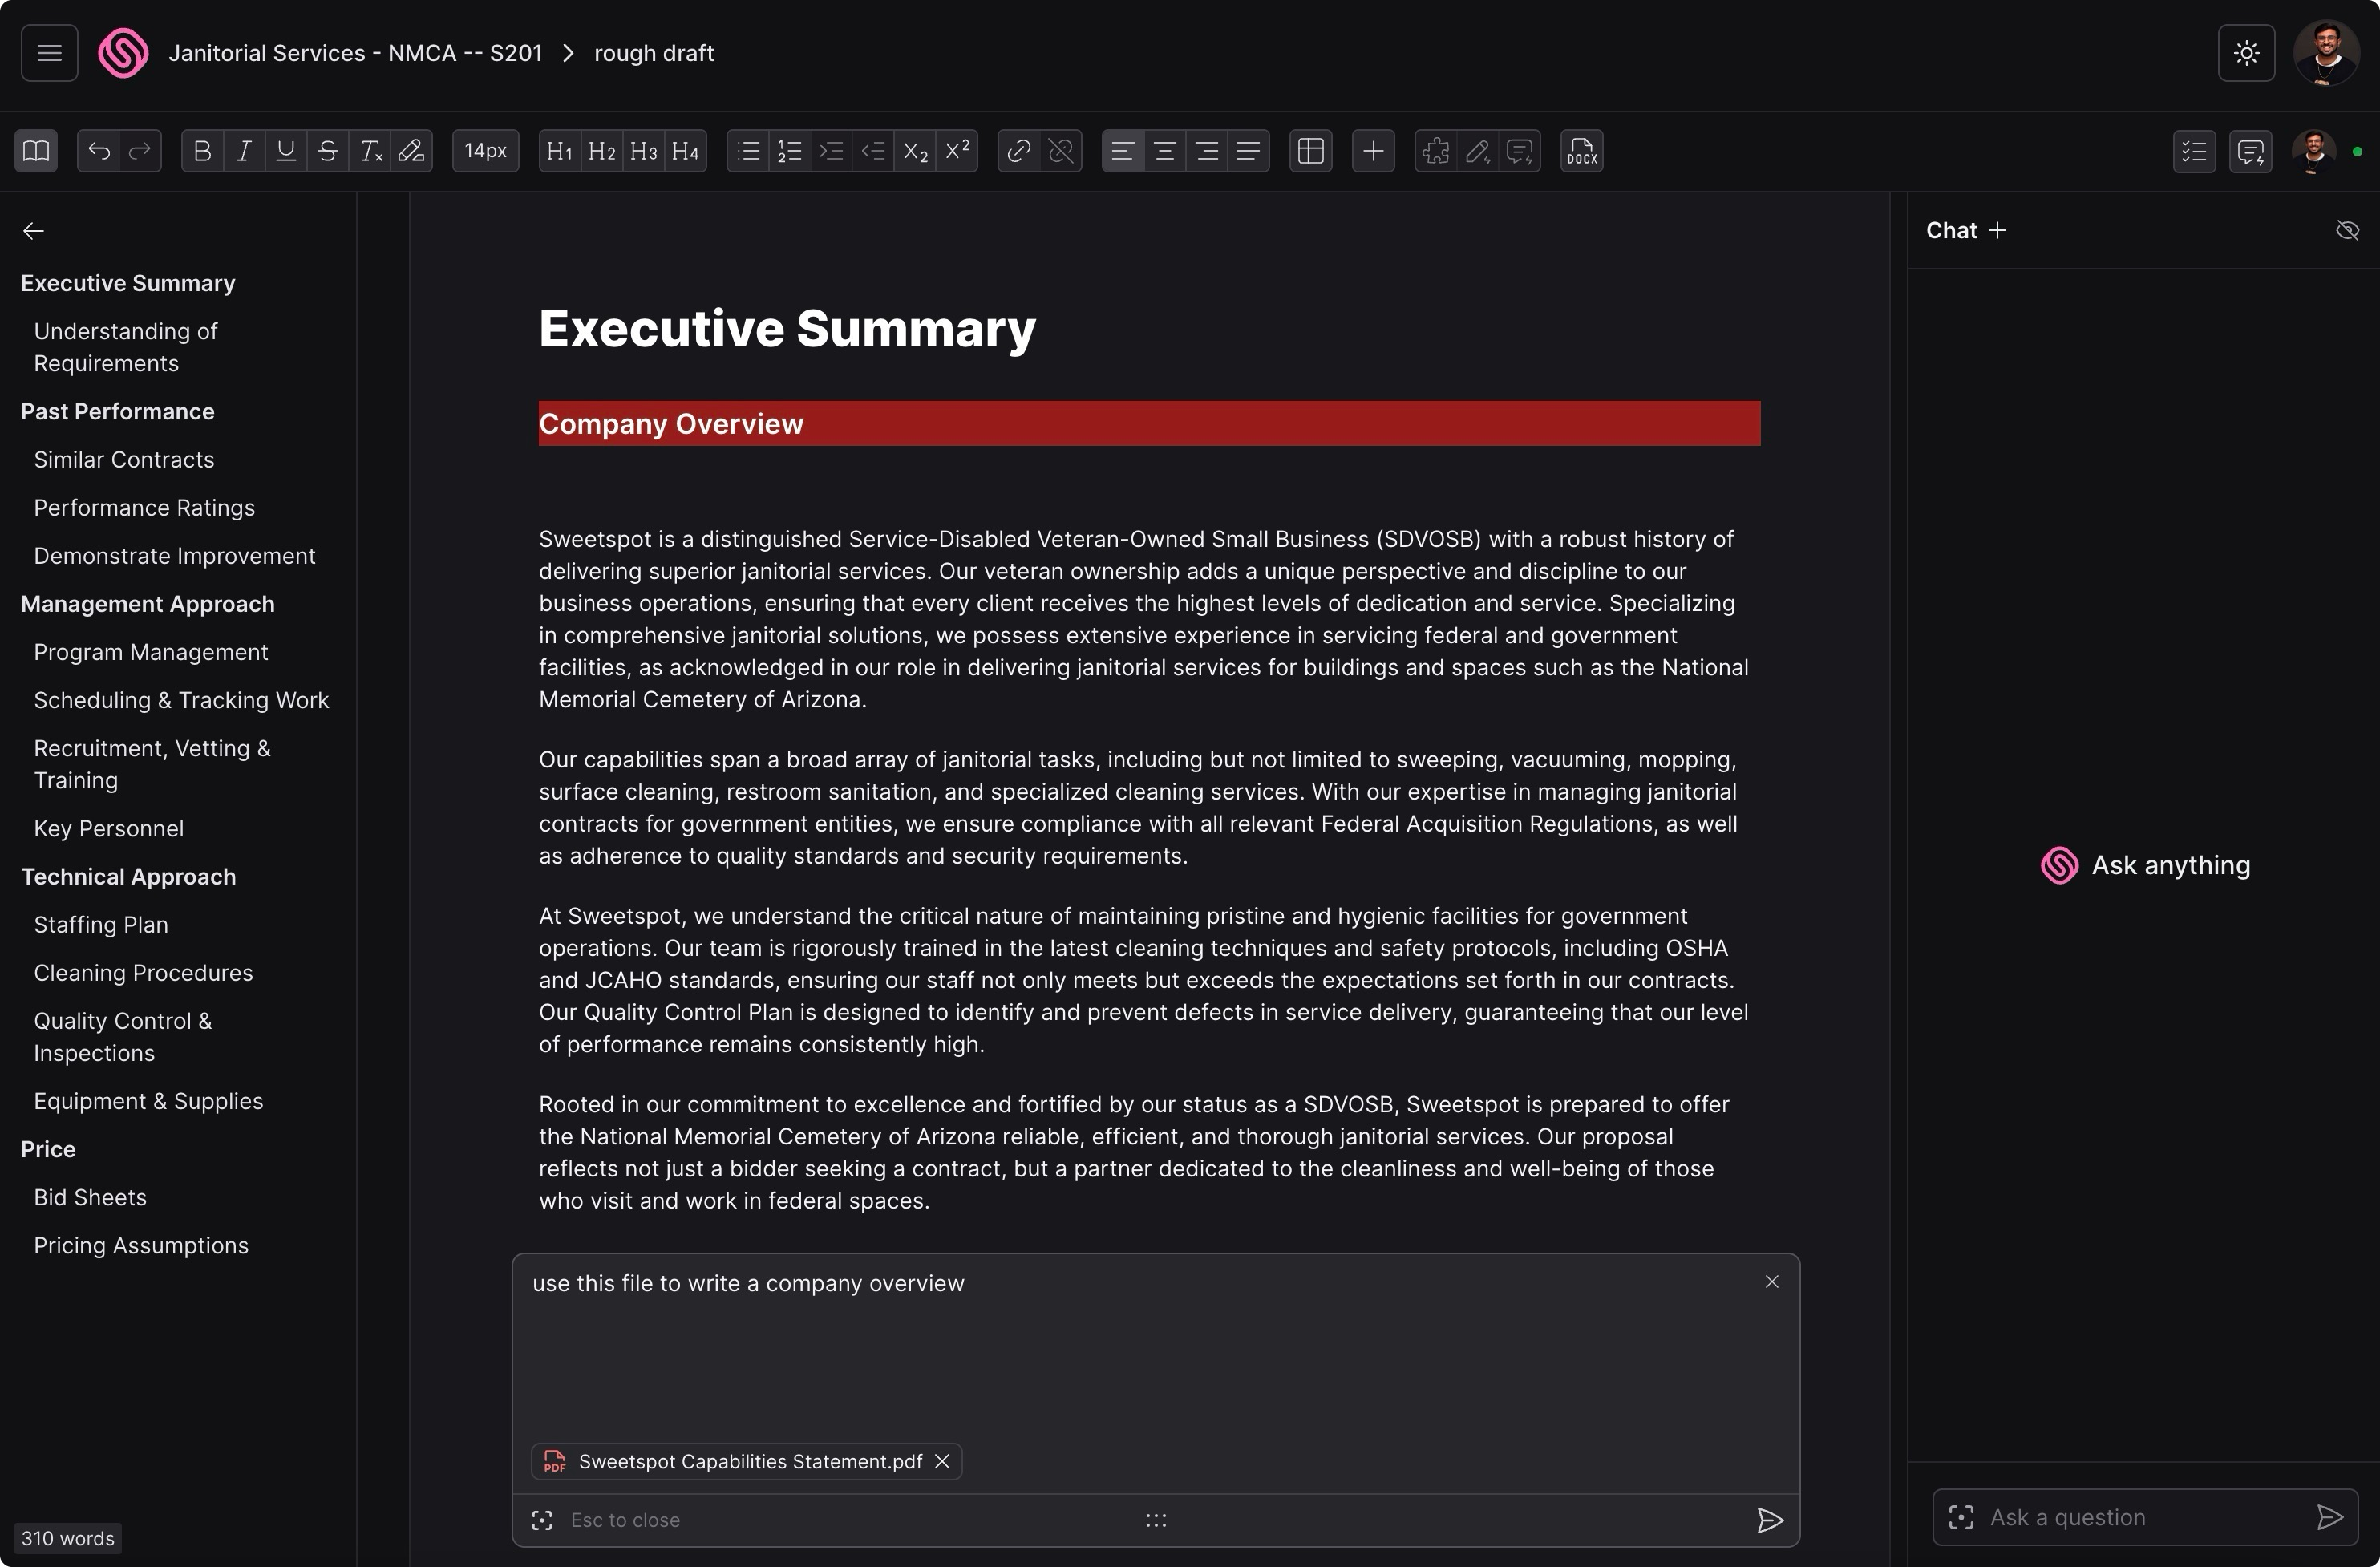 Janitorial Services - NMCA -- S201 > rough draft
B I U S Tx 14px H1 H2 H3 H4 X2 X2 DOCX
Executive Summary
Understanding of
Requirements
Past Performance
Similar Contracts
Performance Ratings
Demonstrate Improvement
Management Approach
Program Management
Scheduling & Tracking Work
Recruitment, Vetting &
Training
Key Personnel
Technical Approach
Staffing Plan
Cleaning Procedures
Quality Control &
Inspections
Equipment & Supplies
Price
Bid Sheets
Pricing Assumptions
310 words
Executive Summary
Company Overview
Sweetspot is a distinguished Service-Disabled Veteran-Owned Small Business (SDVOSB) with a robust history of
delivering superior janitorial services. Our veteran ownership adds a unique perspective and discipline to our
business operations, ensuring that every client receives the highest levels of dedication and service. Specializing
in comprehensive janitorial solutions, we possess extensive experience in servicing federal and government
facilities, as acknowledged in our role in delivering janitorial services for buildings and spaces such as the National
Memorial Cemetery of Arizona.
Our capabilities span a broad array of janitorial tasks, including but not limited to sweeping, vacuuming, mopping,
surface cleaning, restroom sanitation, and specialized cleaning services. With our expertise in managing janitorial
contracts for government entities, we ensure compliance with all relevant Federal Acquisition Regulations, as well
as adherence to quality standards and security requirements.
At Sweetspot, we understand the critical nature of maintaining pristine and hygienic facilities for government
operations. Our team is rigorously trained in the latest cleaning techniques and safety protocols, including OSHA
and JCAHO standards, ensuring our staff not only meets but exceeds the expectations set forth in our contracts.
Our Quality Control Plan is designed to identify and prevent defects in service delivery, guaranteeing that our level
of performance remains consistently high.
Rooted in our commitment to excellence and fortified by our status as a SDVOSB, Sweetspot is prepared to offer
the National Memorial Cemetery of Arizona reliable, efficient, and thorough janitorial services. Our proposal
reflects not just a bidder seeking a contract, but a partner dedicated to the cleanliness and well-being of those
who visit and work in federal spaces.
use this file to write a company overview
PDF Sweetspot Capabilities Statement.pdf
Esc to close
Chat +
Ask anything
Ask a question